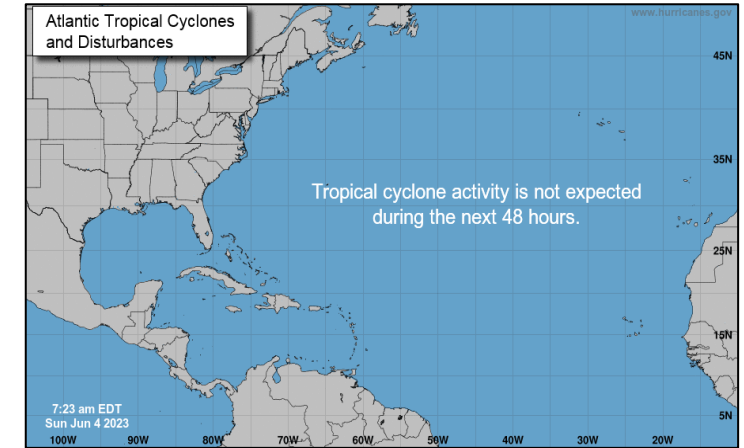 Atlantic Tropical Cyclones
and Disturbances
www.hurricanes.gov
45N
35N
Tropical cyclone activity is not expected
during the next 48 hours.
25N
15N
7:23 am EDT
Sun Jun 4 2023
5N
100W 90W 80W 70W 60W 50W 40W 30W 20W 10W